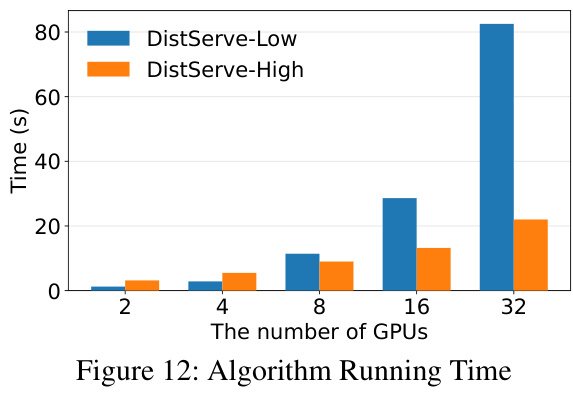 DistServe-Low
DistServe-High
Time (s)
80
60
40
20
0
2 4 8 16 32
The number of GPUs
Figure 12: Algorithm Running Time